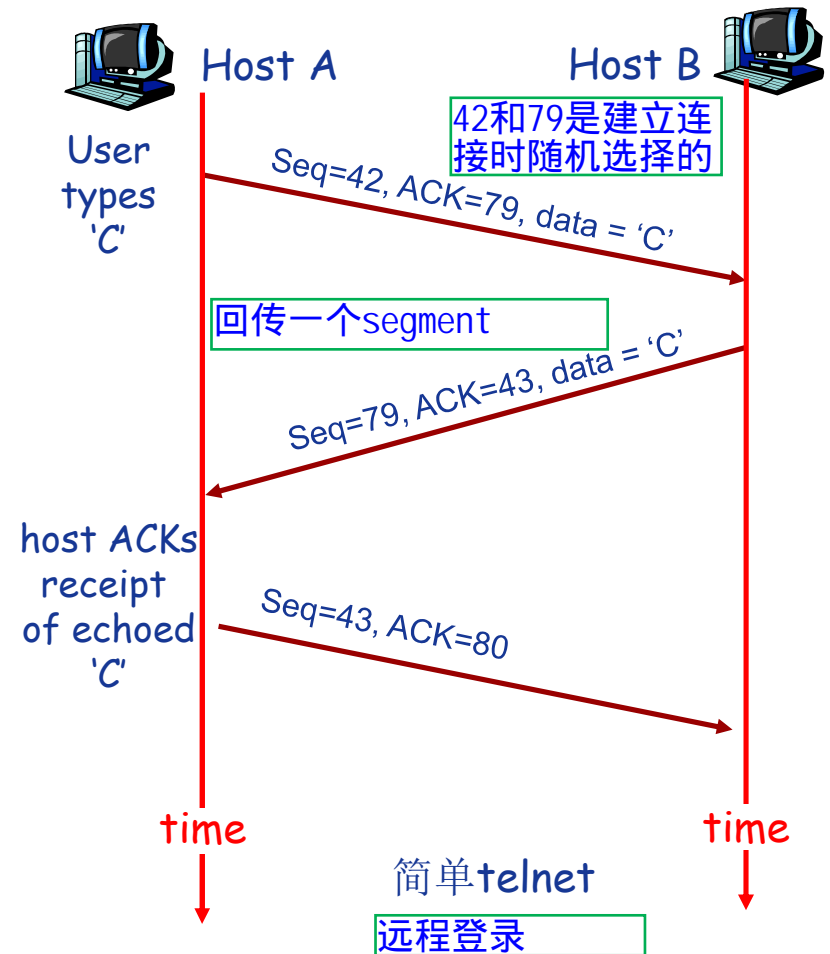 Host A
Host B
42和79是建立连
接时随机选择的
User
types
‘C’
Seq=42, ACK=79, data = ‘C’
回传一个segment
Seq=79, ACK=43, data = ‘C’
host ACKs
receipt
of echoed
‘C’
Seq=43, ACK=80
time
time
简单telnet
远程登录